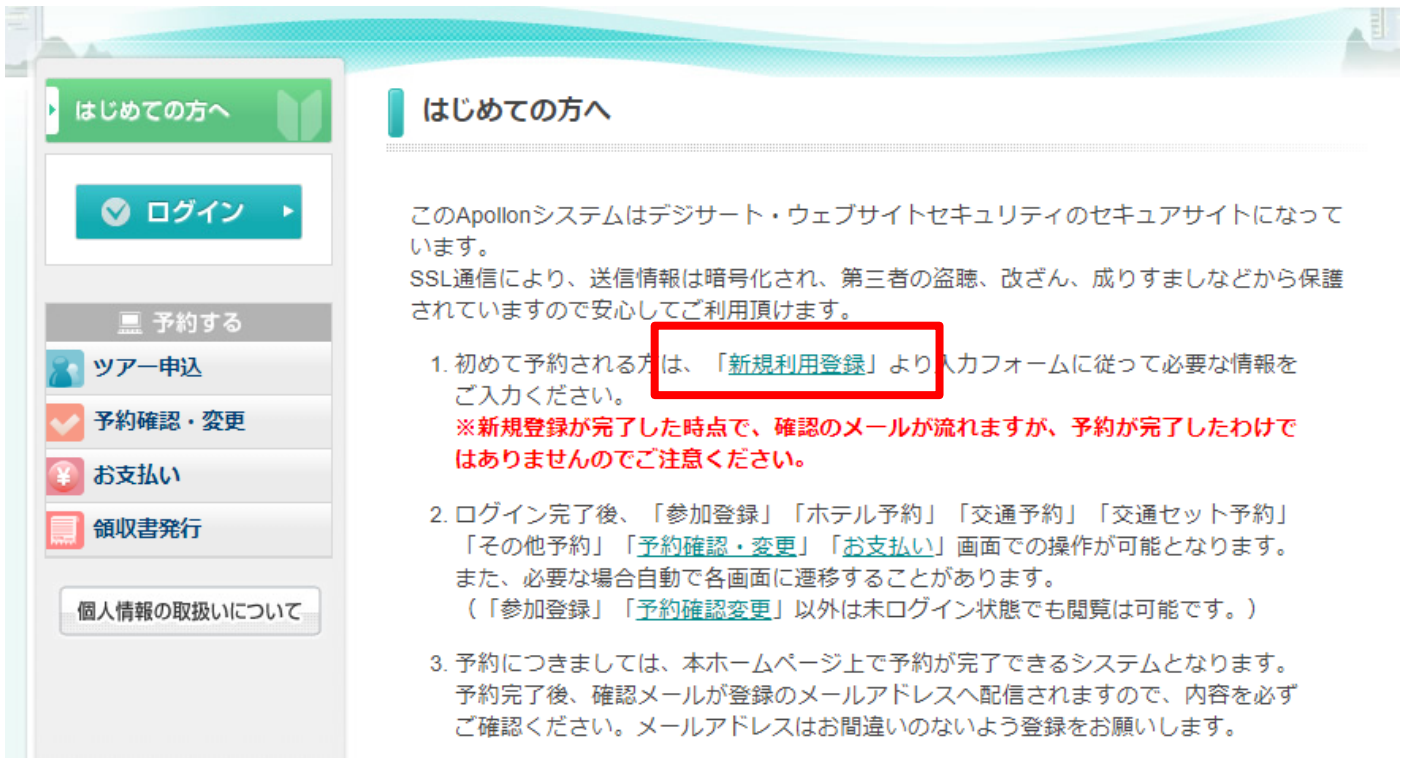 はじめての方へ
ログイン
予約する
ツアー申込
予約確認・変更
お支払い
領収書発行
個人情報の取扱いについて
はじめての方へ
このApollonシステムはデジサート・ウェブサイトセキュリティのセキュアサイトになって
います。
SSL通信により、送信情報は暗号化され、第三者の盗聴、改ざん、成りすましなどから保護
されていますので安心してご利用頂けます。
1. 初めて予約される方は、「新規利用登録」より入力フォームに従って必要な情報を
ご入力ください。
※新規登録が完了した時点で、確認のメールが流れますが、予約が完了したわけで
はありませんのでご注意ください。
2. ログイン完了後、「参加登録」「ホテル予約」「交通予約」「交通セット予約」
「その他予約」「予約確認・変更」「お支払い」画面での操作が可能となります。
また、必要な場合自動で各画面に遷移することがあります。
（「参加登録」「予約確認変更」以外は未ログイン状態でも閲覧は可能です。）
3. 予約につきましては、本ホームページ上で予約が完了できるシステムとなります。
予約完了後、確認メールが登録のメールアドレスへ配信されますので、内容を必ず
ご確認ください。メールアドレスはお間違いのないよう登録をお願いします。